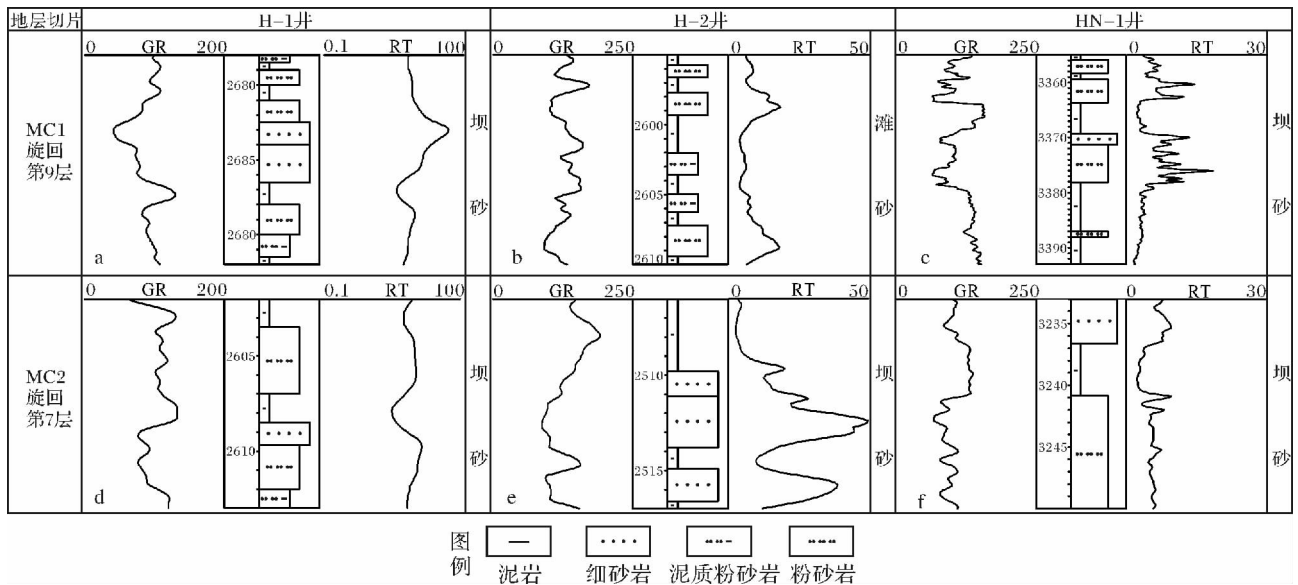 地层切片 H-1井 H-2井 HN-1井
MC1
旋回
第9层
0 GR 200 0.1 RT 100
2680
2685
2680
a
坝
砂
0 GR 250 0 RT 50
2600
2605
2610
b
滩
砂
0 GR 250 0 RT 30
3360
3370
3380
3390
c
坝
砂
MC2
旋回
第7层
0 GR 200 0.1 RT 100
2605
2610
d
坝
砂
0 GR 250 0 RT 50
2510
2515
e
坝
砂
0 GR 250 0 RT 30
3235
3240
3245
f
坝
砂
图例
泥岩 细砂岩 泥质粉砂岩 粉砂岩